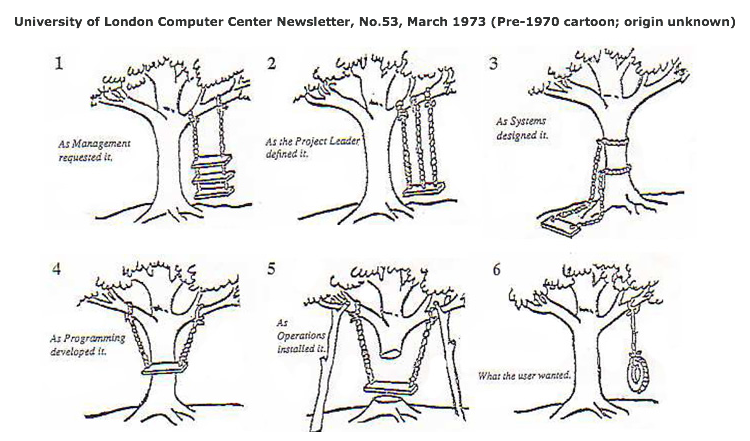 University of London Computer Center Newsletter, No.53, March 1973 (Pre-1970 cartoon; origin unknown)
1
As Management
requested it.
2
As the Project Leader
defined it.
3
As Systems
designed it.
4
As Programming
developed it.
5
As
Operations
installed it.
6
What the user wanted.